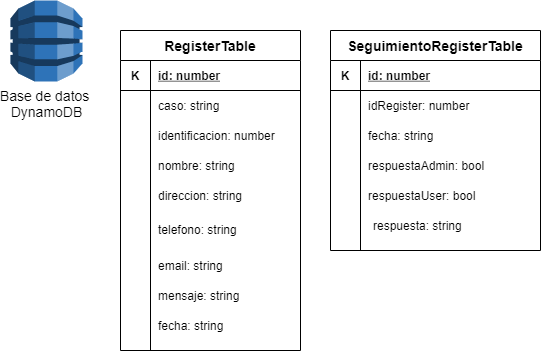 Base de datos
DynamoDB
RegisterTable
K
id: number
caso: string
identificacion: number
nombre: string
direccion: string
telefono: string
email: string
mensaje: string
fecha: string
SeguimientoRegisterTable
K
id: number
idRegister: number
fecha: string
respuestaAdmin: bool
respuestaUser: bool
respuesta: string